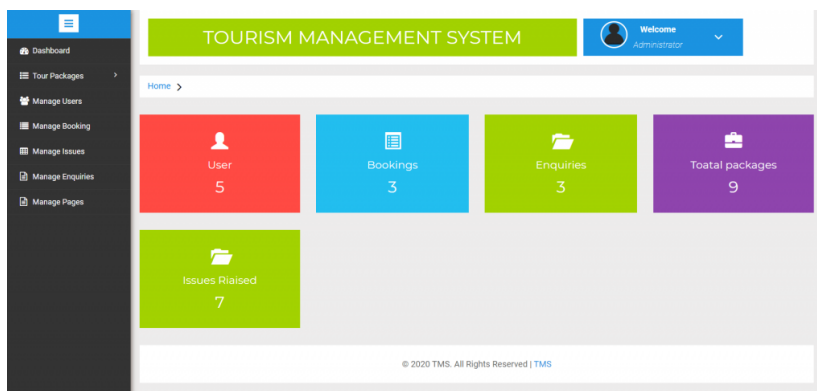 TOURISM MANAGEMENT SYSTEM
Welcome
Administrator
Dashboard
Tour Packages
Manage Users
Manage Booking
Manage Issues
Manage Enquiries
Manage Pages
Home
User
5
Bookings
3
Enquiries
3
Toatal packages
9
Issues Riaised
7
© 2020 TMS. All Rights Reserved | TMS